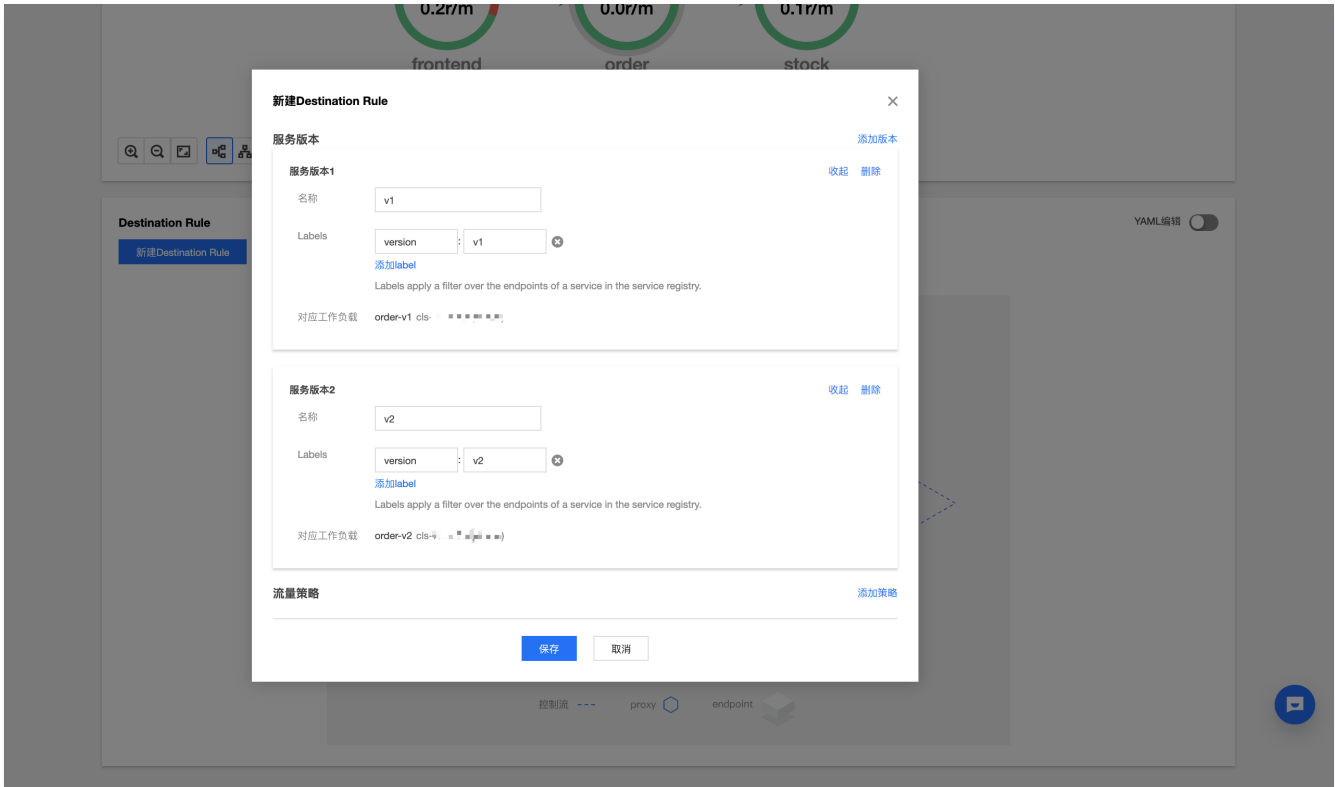 0.2r/m
0.0r/m
0.1r/m
frontend
order
stock
新建Destination Rule
服务版本
添加版本
服务版本1
收起
删除
名称
v1
Labels
version : v1
添加label
Labels apply a filter over the endpoints of a service in the service registry.
对应工作负载
order-v1 cls-
服务版本2
收起
删除
名称
v2
Labels
version : v2
添加label
Labels apply a filter over the endpoints of a service in the service registry.
对应工作负载
order-v2 cls-
流量策略
添加策略
保存
取消
Destination Rule
新建Destination Rule
YAML编辑
控制流
proxy
endpoint